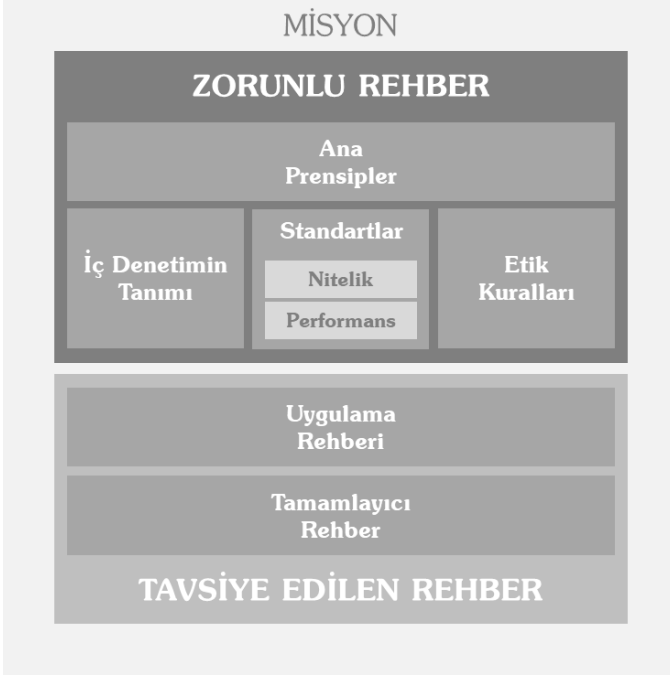 MİSYON
ZORUNLU REHBER
Ana
Prensipler
İç Denetimin
Tanımı
Standartlar
Nitelik
Performans
Etik
Kuralları
Uygulama
Rehberi
Tamamlayıcı
Rehber
TAVSİYE EDİLEN REHBER